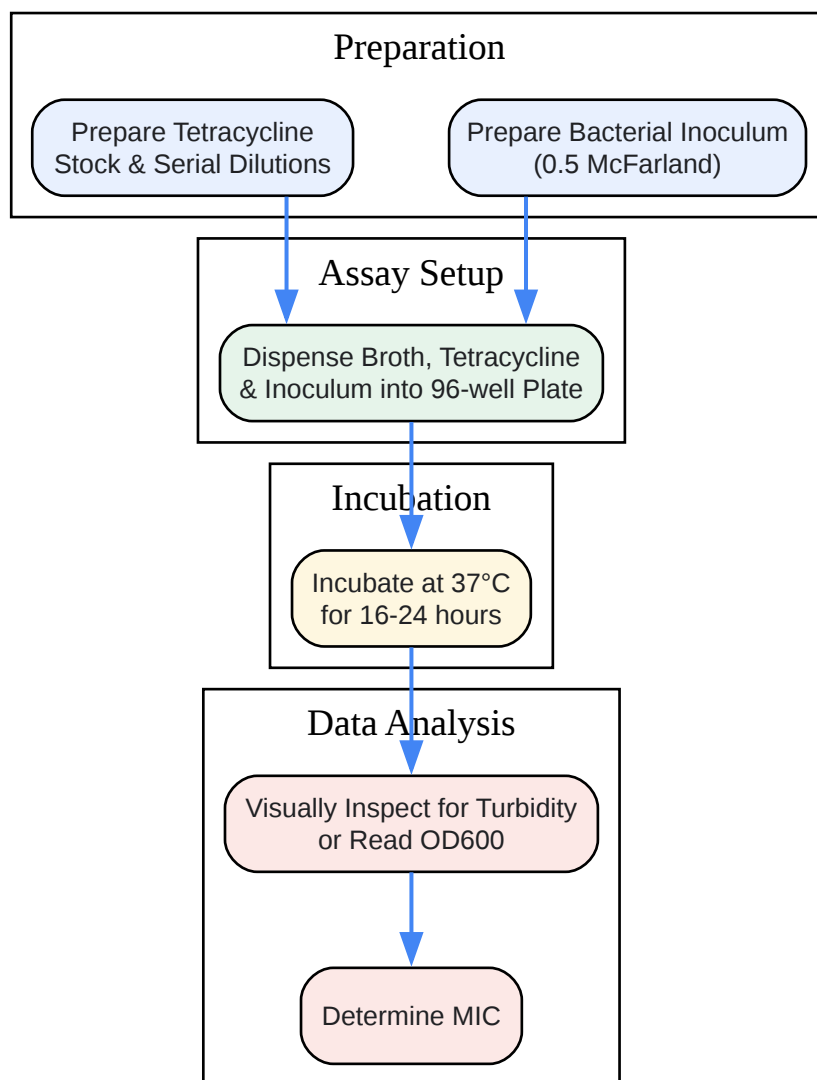 Preparation
Prepare Tetracycline
Stock & Serial Dilutions
Prepare Bacterial Inoculum
(0.5 McFarland)
Assay Setup
Dispense Broth, Tetracycline
& Inoculum into 96-well Plate
Incubation
Incubate at 37°C
for 16-24 hours
Data Analysis
Visually Inspect for Turbidity
or Read OD600
Determine MIC